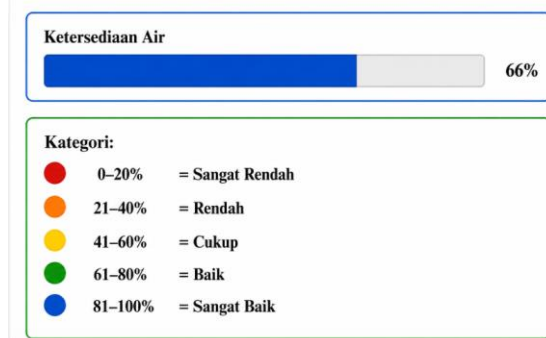 Ketersediaan Air
66%
Kategori:
0–20% = Sangat Rendah
21–40% = Rendah
41–60% = Cukup
61–80% = Baik
81–100% = Sangat Baik